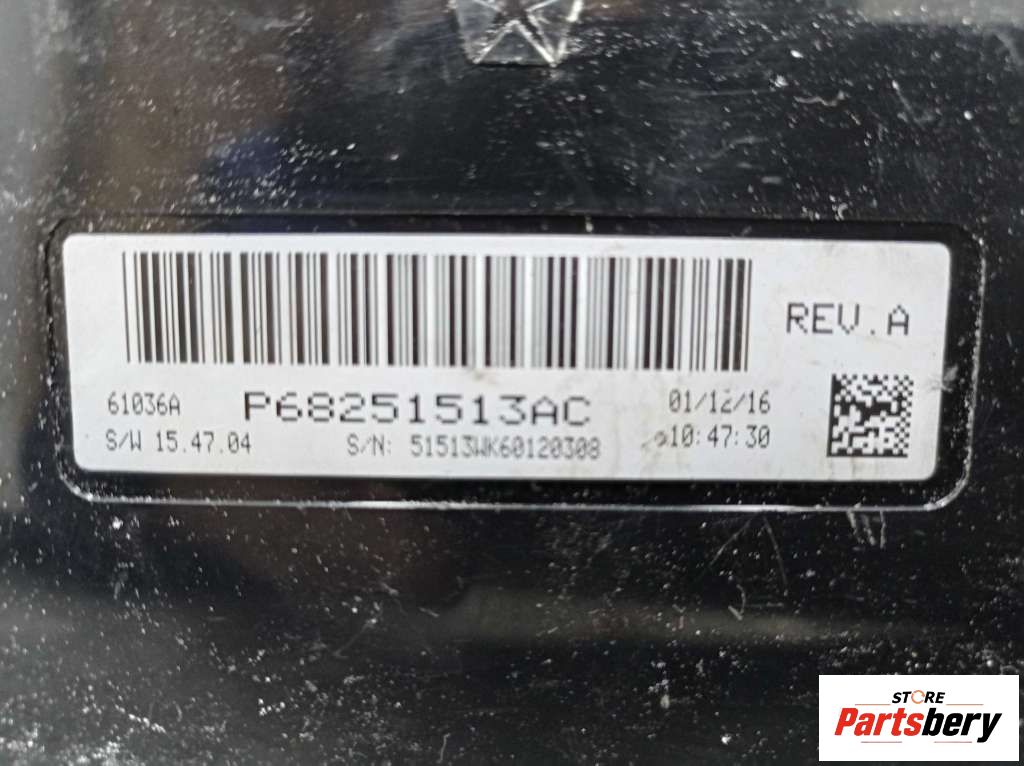 REV.A
61036A P68251513AC 01/12/16
S/W 15.47.04 S/N: 51513WK60120308 10:47:30
STORE
Partsbery